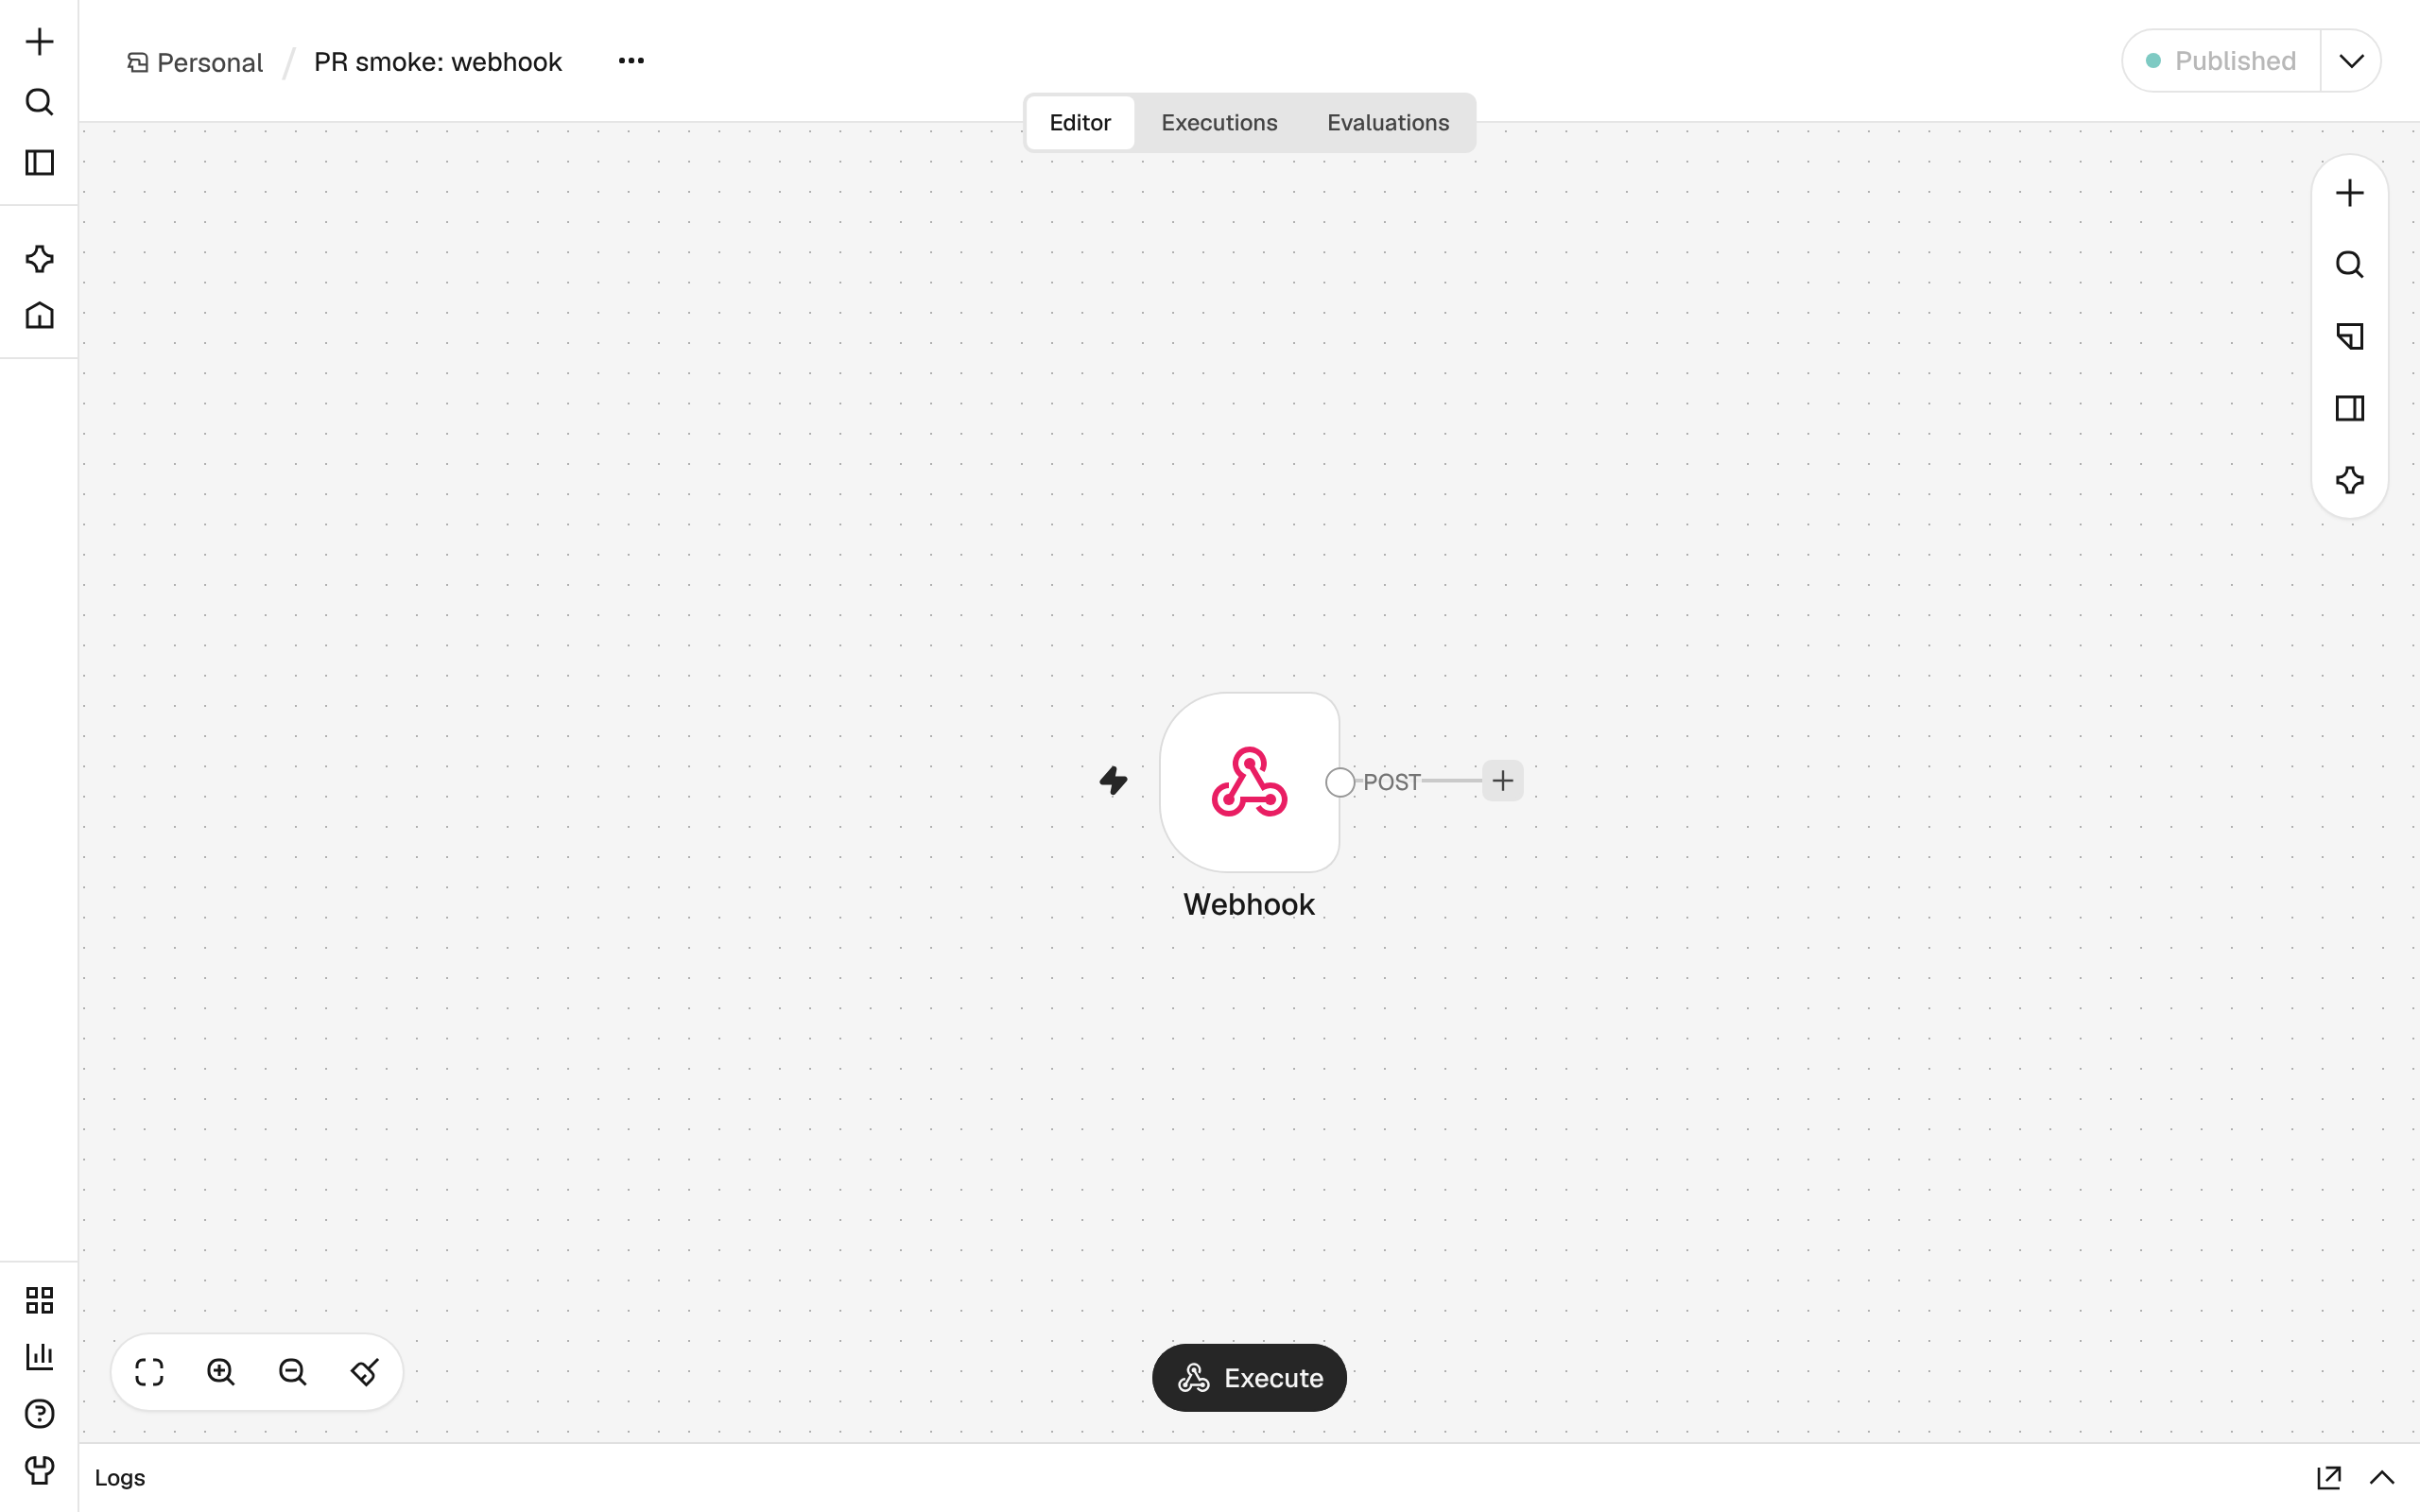 Personal / PR smoke: webhook
Published
Editor Executions Evaluations
POST
Webhook
Execute
Logs